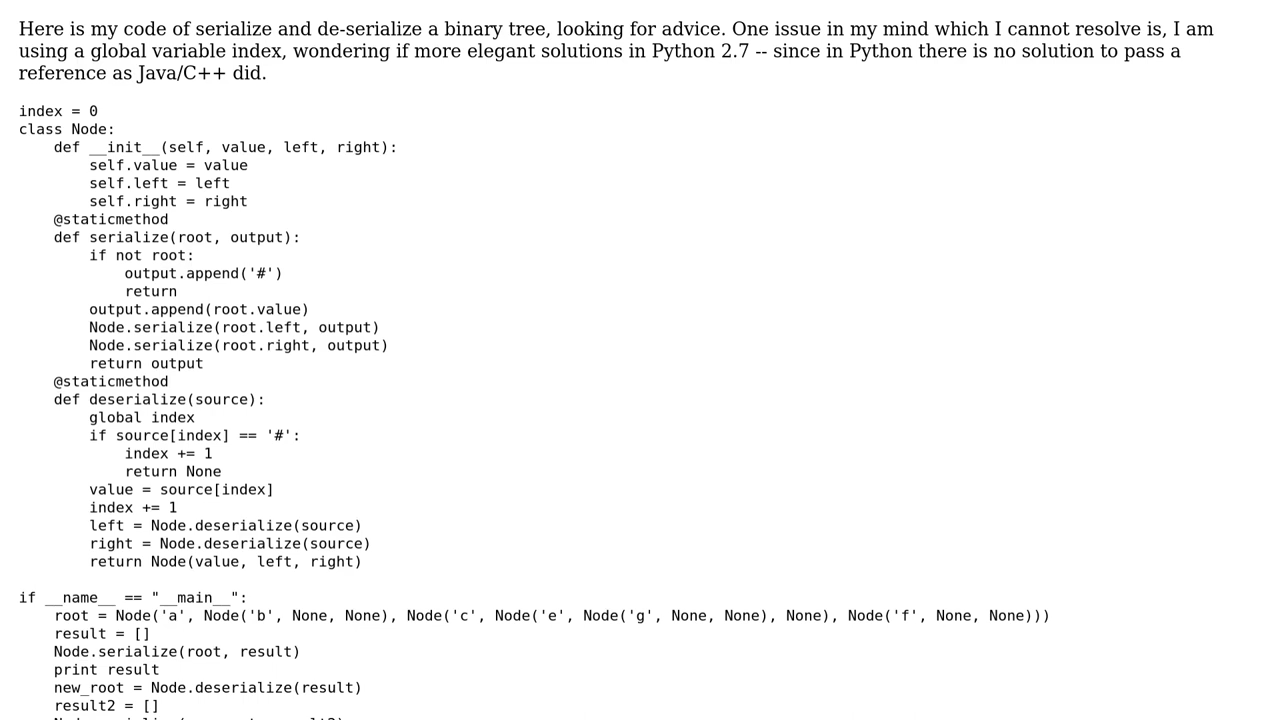 Here is my code of serialize and de-serialize a binary tree, looking for advice. One issue in my mind which I cannot resolve is, I am
using a global variable index, wondering if more elegant solutions in Python 2.7 -- since in Python there is no solution to pass a
reference as Java/C++ did.
index = 0
class Node:
    def __init__(self, value, left, right):
        self.value = value
        self.left = left
        self.right = right
    @staticmethod
    def serialize(root, output):
        if not root:
            output.append('#')
            return
        output.append(root.value)
        Node.serialize(root.left, output)
        Node.serialize(root.right, output)
        return output
    @staticmethod
    def deserialize(source):
        global index
        if source[index] == '#':
            index += 1
            return None
        value = source[index]
        index += 1
        left = Node.deserialize(source)
        right = Node.deserialize(source)
        return Node(value, left, right)
if __name__ == "__main__":
    root = Node('a', Node('b', None, None), Node('c', Node('e', Node('g', None, None), None), Node('f', None, None)))
    result = []
    Node.serialize(root, result)
    print result
    new_root = Node.deserialize(result)
    result2 = []